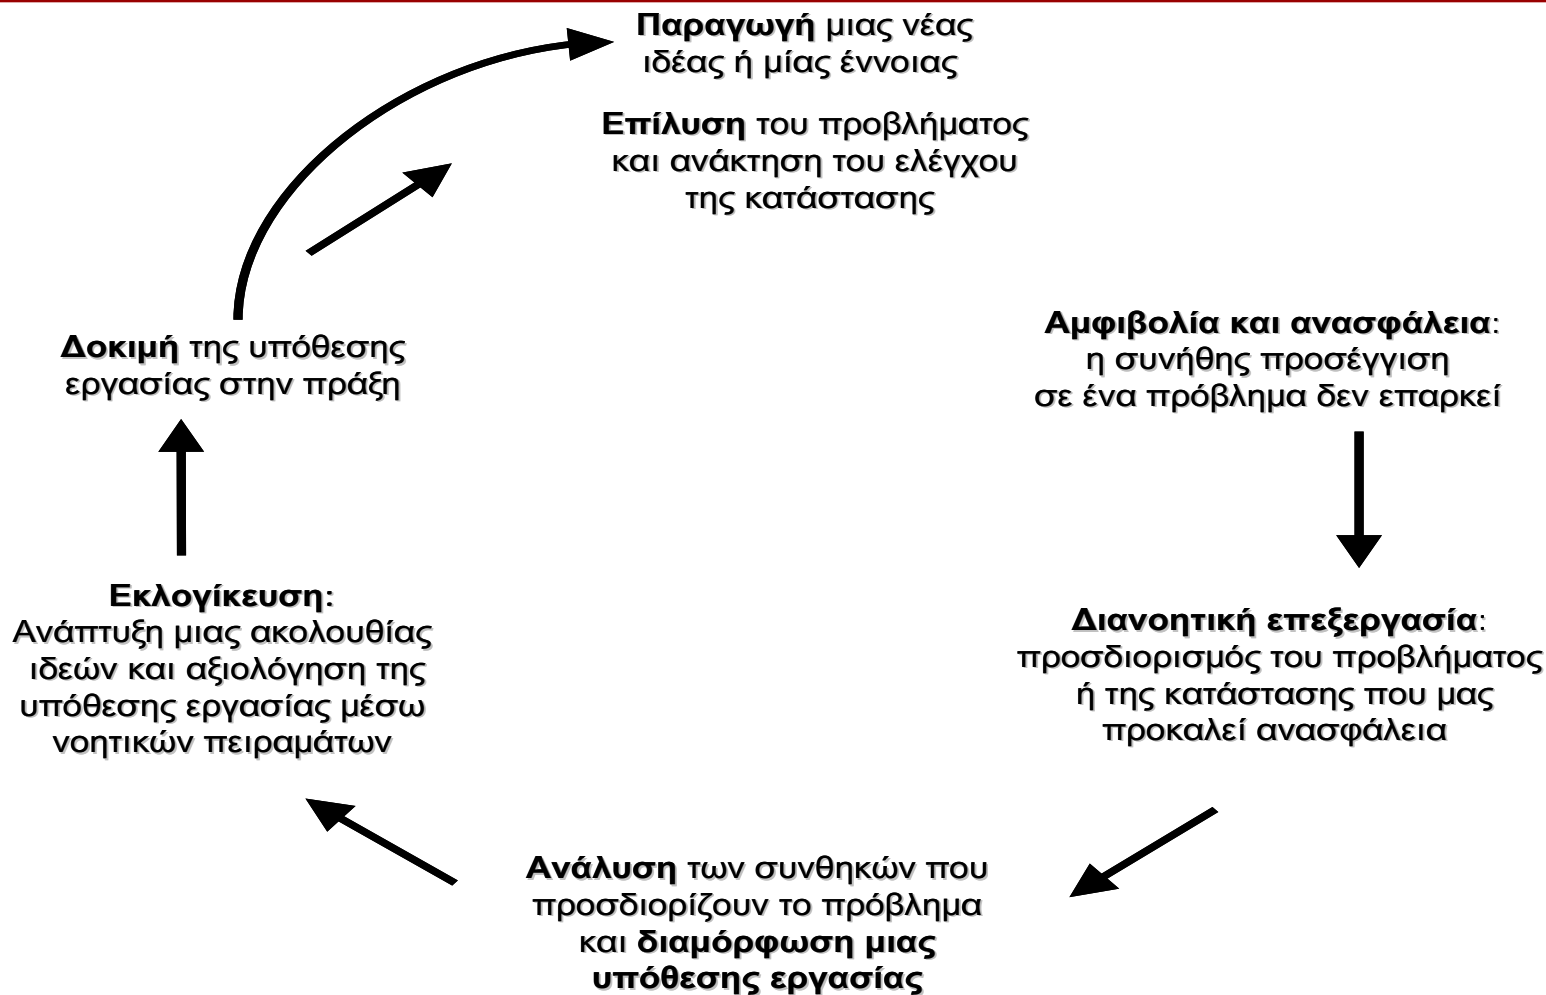 Παραγωγή μιας νέας
ιδέας ή μίας έννοιας
Επίλυση του προβλήματος
και ανάκτηση του ελέγχου
της κατάστασης
Αμφιβολία και ανασφάλεια:
η συνήθης προσέγγιση
σε ένα πρόβλημα δεν επαρκεί
Διανοητική επεξεργασία:
προσδιορισμός του προβλήματος
ή της κατάστασης που μας
προκαλεί ανασφάλεια
Ανάλυση των συνθηκών που
προσδιορίζουν το πρόβλημα
και διαμόρφωση μιας
υπόθεσης εργασίας
Εκλογίκευση:
Ανάπτυξη μιας ακολουθίας
ιδεών και αξιολόγηση της
υπόθεσης εργασίας μέσω
νοητικών πειραμάτων
Δοκιμή της υπόθεσης
εργασίας στην πράξη